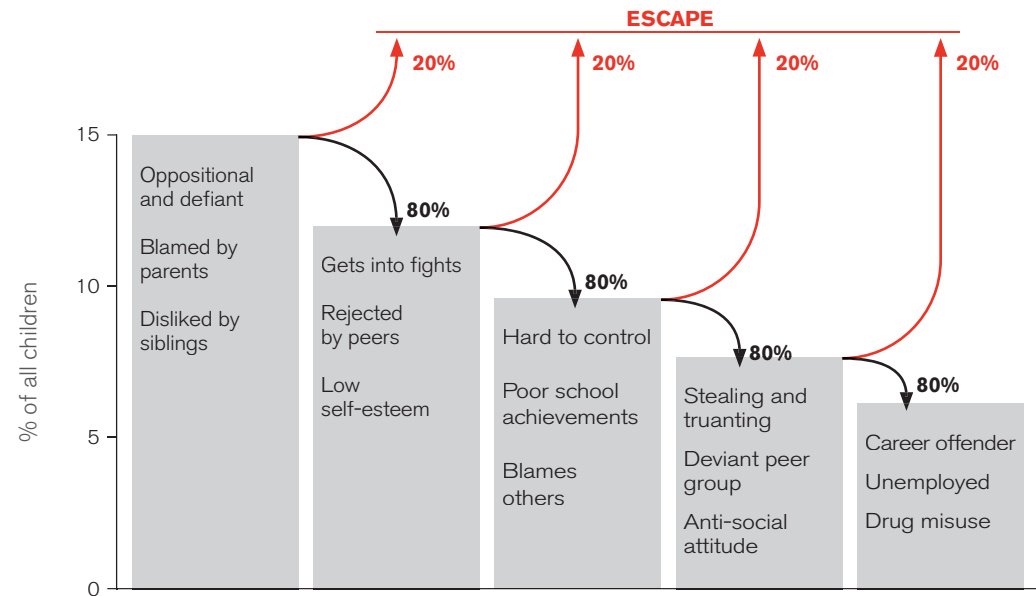 ESCAPE
20%
20%
20%
20%
% of all children
15
10
5
0
Oppositional
and defiant
Blamed by
parents
Disliked by
siblings
80%
Gets into fights
Rejected
by peers
Low
self-esteem
80%
Hard to control
Poor school
achievements
Blames
others
80%
Stealing and
truanting
Deviant peer
group
Anti-social
attitude
80%
Career offender
Unemployed
Drug misuse